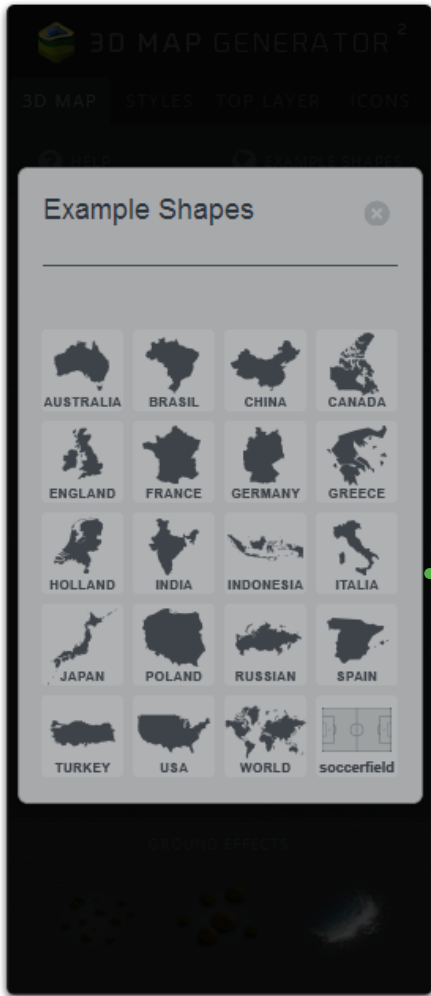 3D MAP GENERATOR 2
3D MAP STYLES TOP LAYER ICONS
HELP EXAMPLE SHAPES
Example Shapes
AUSTRALIA BRASIL CHINA CANADA
ENGLAND FRANCE GERMANY GREECE
HOLLAND INDIA INDONESIA ITALIA
JAPAN POLAND RUSSIAN SPAIN
TURKEY USA WORLD soccerfield
GROUND EFFECTS